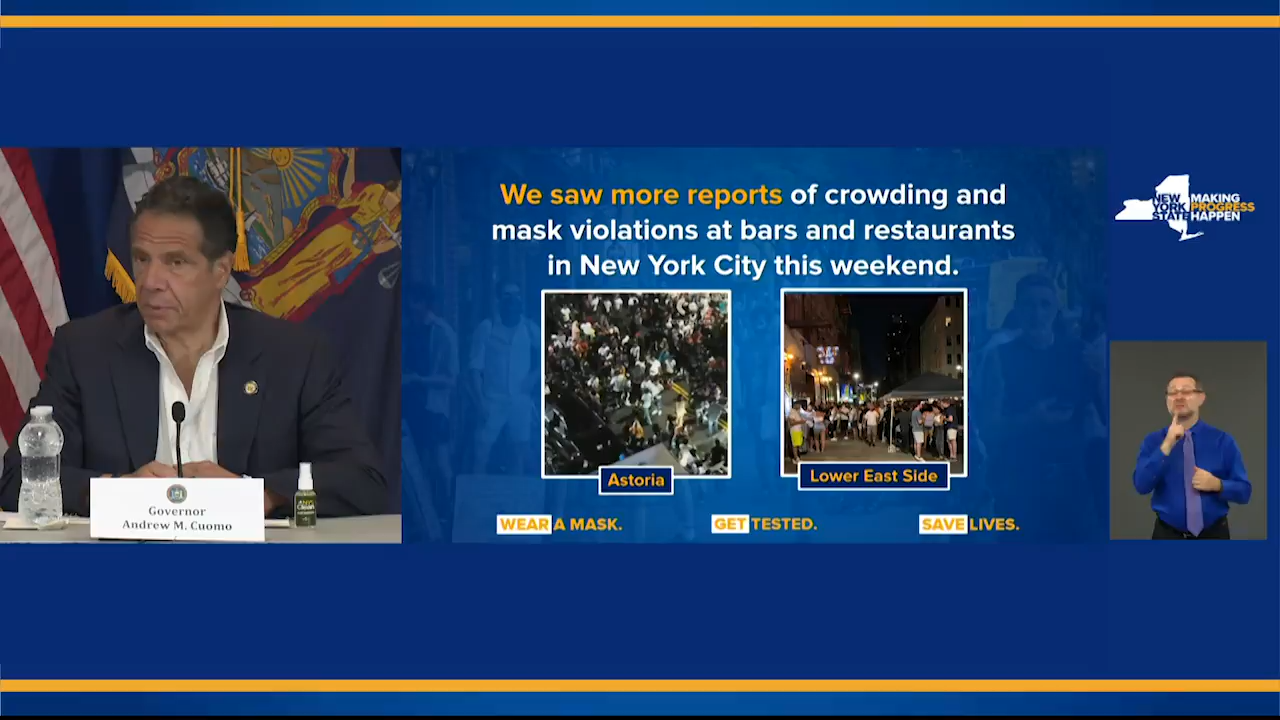 We saw more reports of crowding and
mask violations at bars and restaurants
in New York City this weekend.
Astoria
Lower East Side
WEAR A MASK.
GET TESTED.
SAVE LIVES.
Governor
Andrew M. Cuomo
NEW
YORK
STATE
MAKING
PROGRESS
HAPPEN